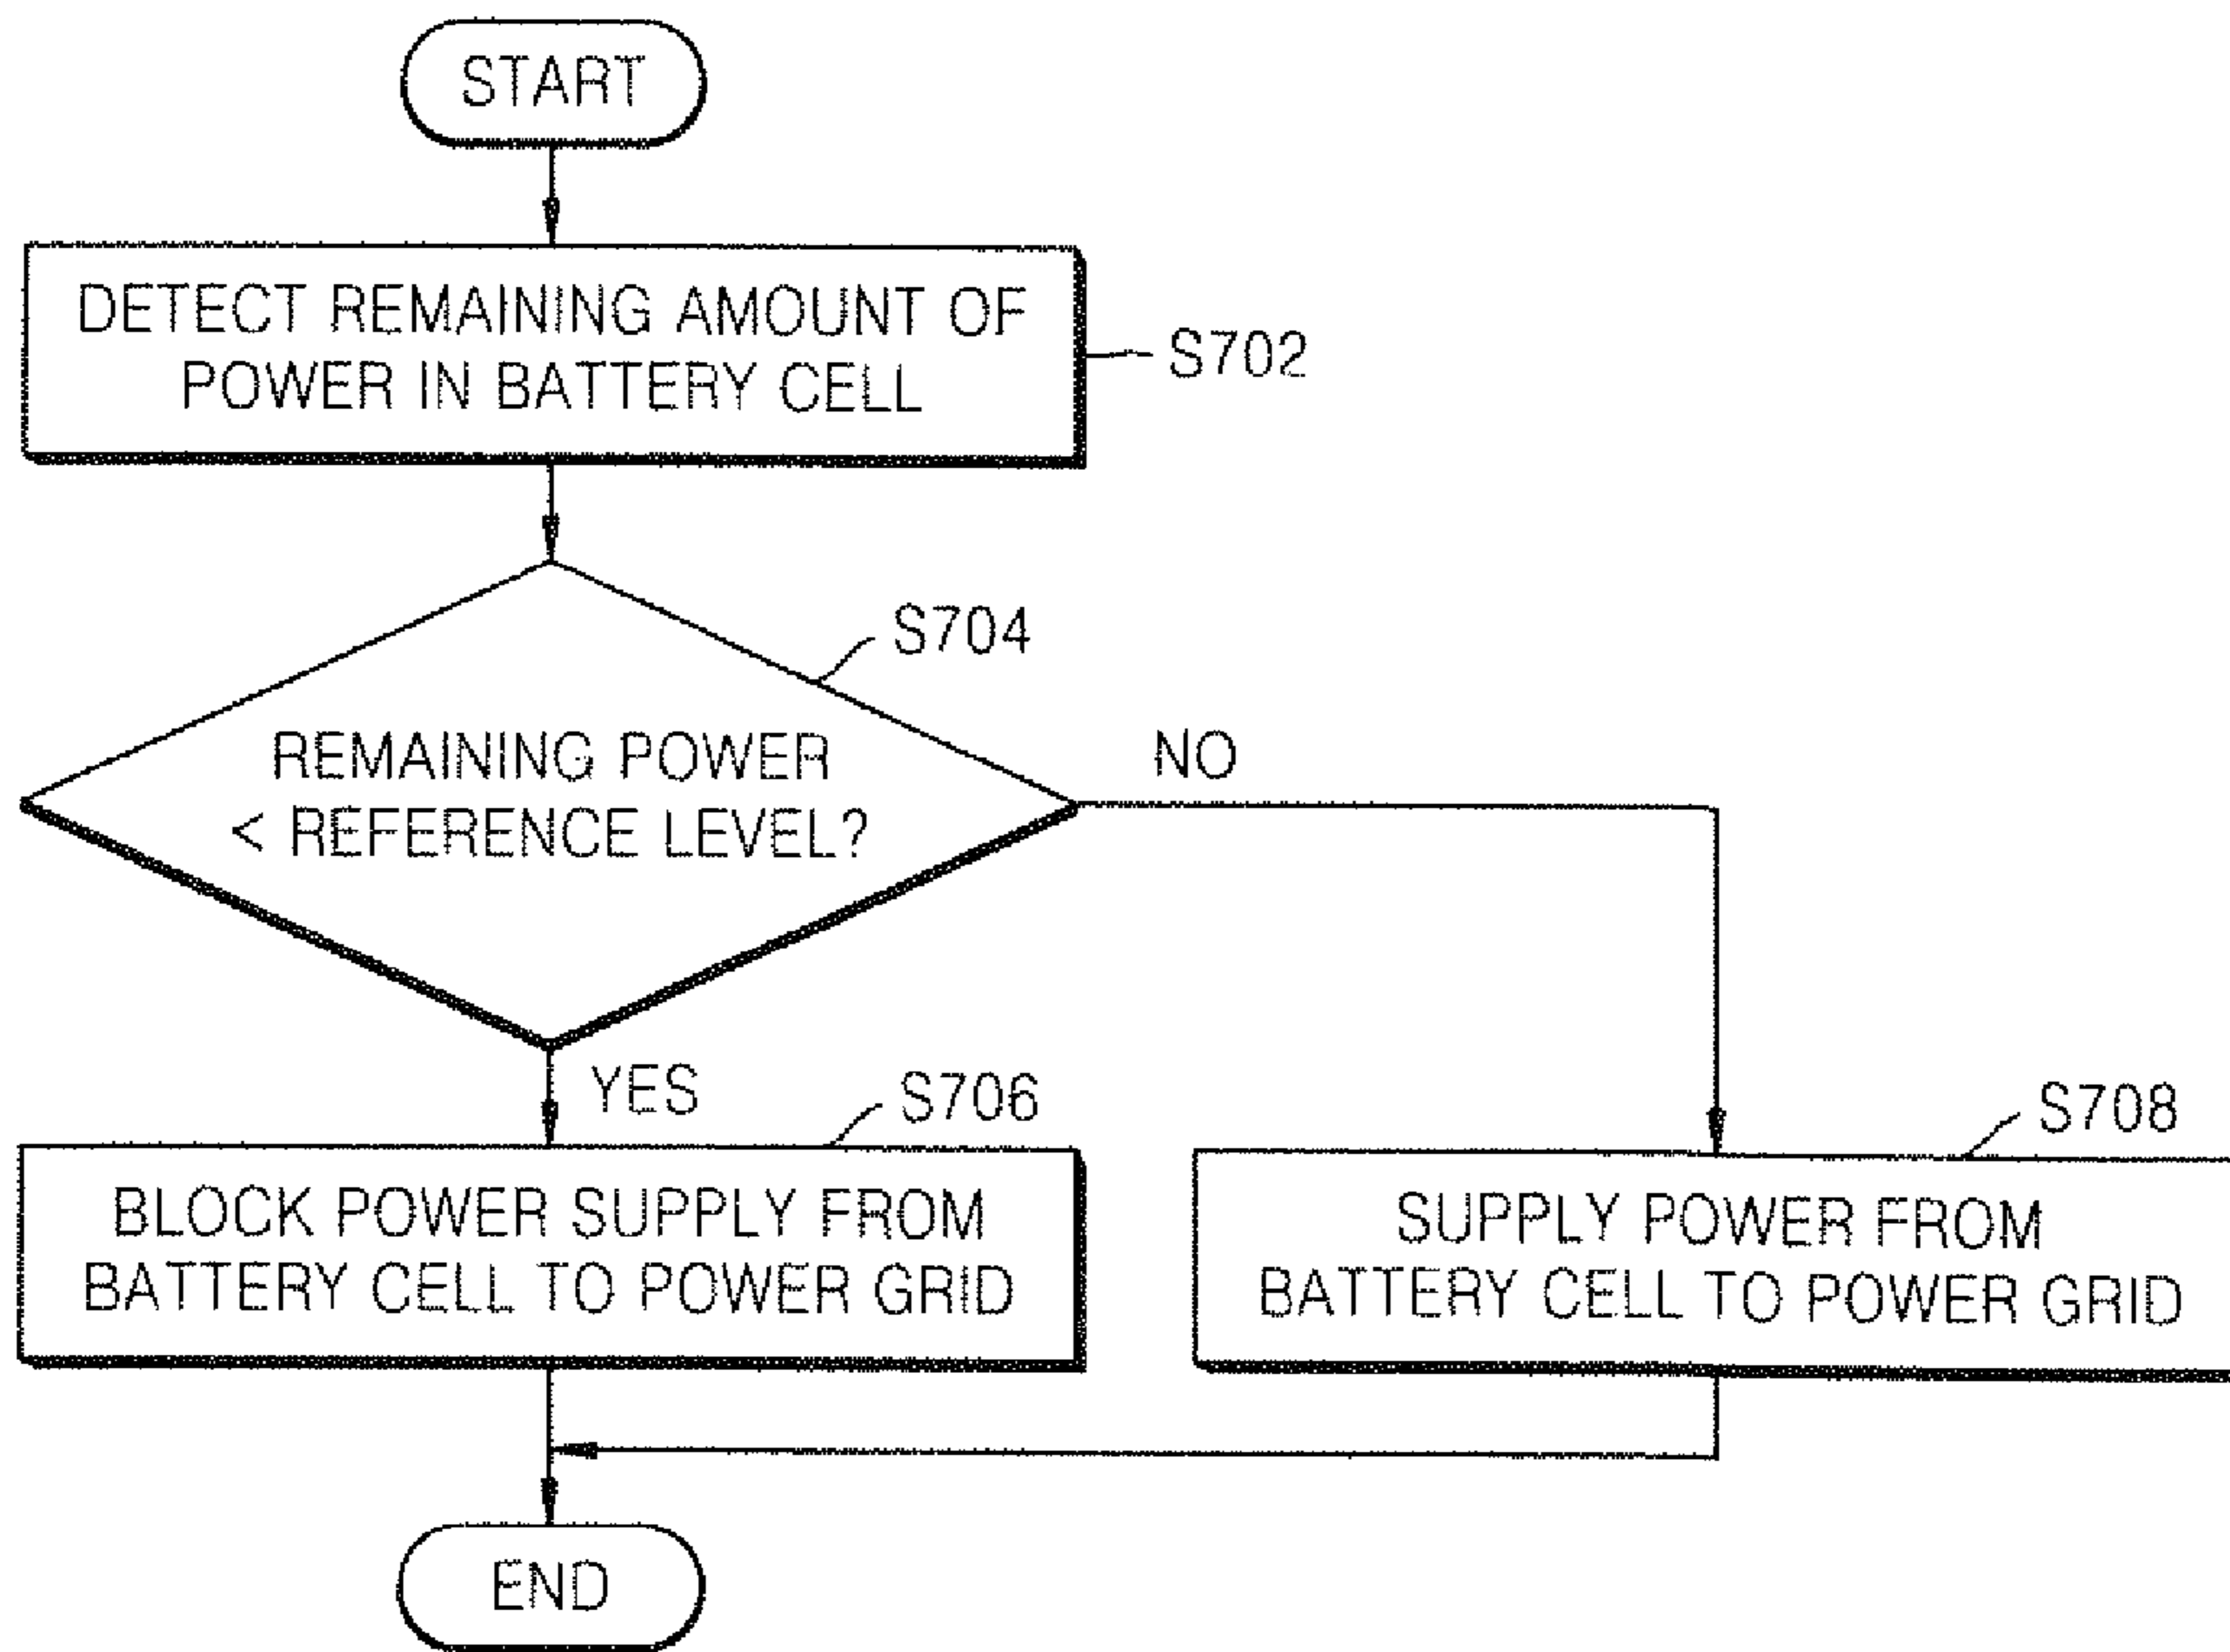 START
DETECT REMAINING AMOUNT OF
POWER IN BATTERY CELL
S702
S704
REMAINING POWER
< REFERENCE LEVEL?
NO
YES
S706
BLOCK POWER SUPPLY FROM
BATTERY CELL TO POWER GRID
S708
SUPPLY POWER FROM
BATTERY CELL TO POWER GRID
END